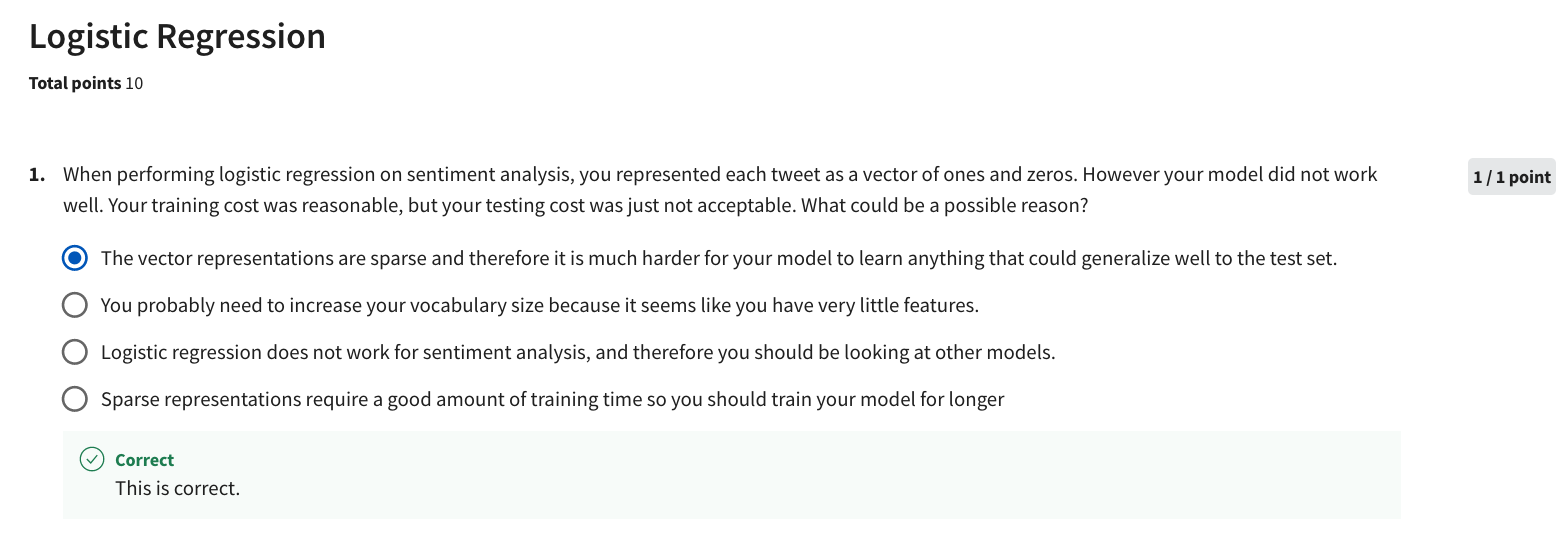 Logistic Regression
Total points 10
1. When performing logistic regression on sentiment analysis, you represented each tweet as a vector of ones and zeros. However your model did not work
1 / 1 point
well. Your training cost was reasonable, but your testing cost was just not acceptable. What could be a possible reason?
The vector representations are sparse and therefore it is much harder for your model to learn anything that could generalize well to the test set.
You probably need to increase your vocabulary size because it seems like you have very little features.
Logistic regression does not work for sentiment analysis, and therefore you should be looking at other models.
Sparse representations require a good amount of training time so you should train your model for longer
Correct
This is correct.